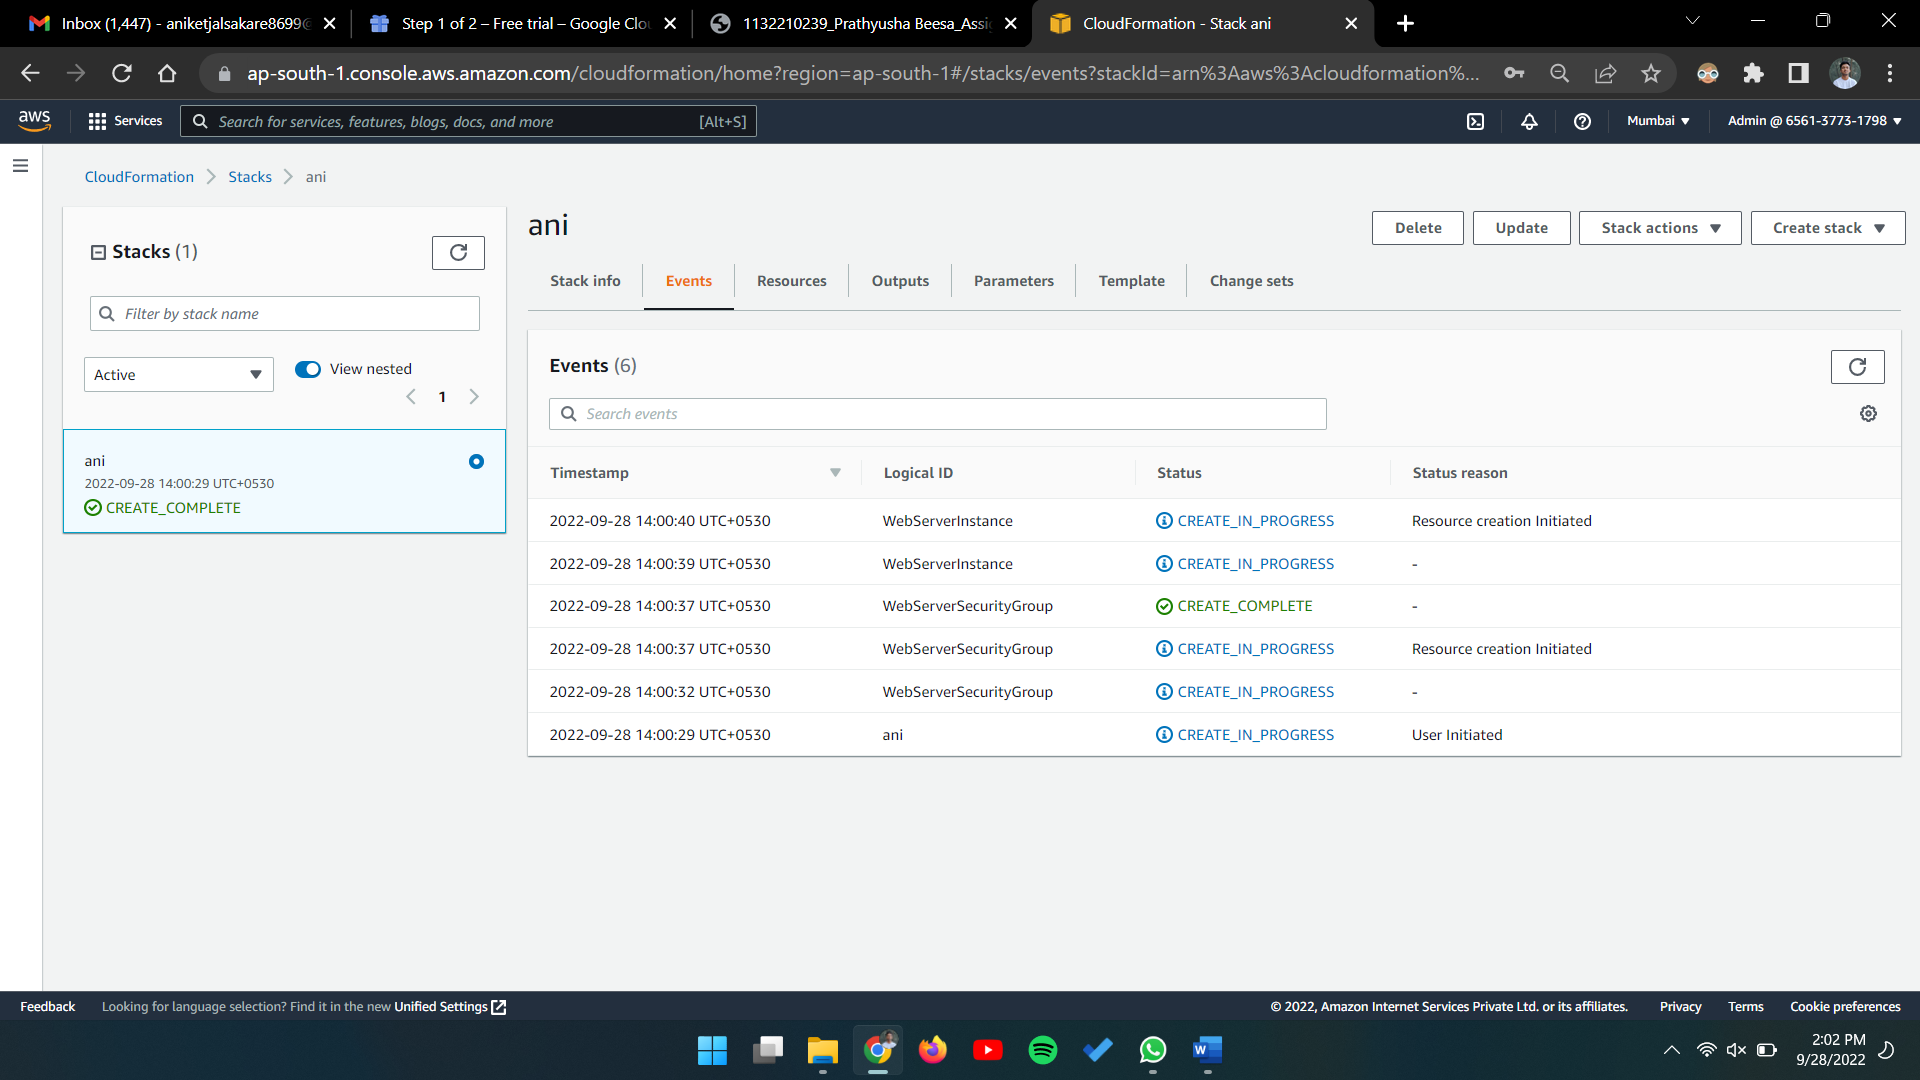 Inbox (1,447) - aniketjalsakare8699@
Step 1 of 2 – Free trial – Google Clou
1132210239_Prathyusha Beesa_Assi
CloudFormation - Stack ani
ap-south-1.console.aws.amazon.com/cloudformation/home?region=ap-south-1#/stacks/events?stackId=arn%3Aaws%3Acloudformation%...
aws
Services
Search for services, features, blogs, docs, and more
[Alt+S]
Mumbai
Admin @ 6561-3773-1798
CloudFormation
Stacks
ani
Stacks (1)
Filter by stack name
Active
View nested
1
ani
2022-09-28 14:00:29 UTC+0530
CREATE_COMPLETE
ani
Delete
Update
Stack actions
Create stack
Stack info
Events
Resources
Outputs
Parameters
Template
Change sets
Events (6)
Search events
Timestamp
Logical ID
Status
Status reason
2022-09-28 14:00:40 UTC+0530 WebServerInstance CREATE_IN_PROGRESS Resource creation Initiated
2022-09-28 14:00:39 UTC+0530 WebServerInstance CREATE_IN_PROGRESS -
2022-09-28 14:00:37 UTC+0530 WebServerSecurityGroup CREATE_COMPLETE -
2022-09-28 14:00:37 UTC+0530 WebServerSecurityGroup CREATE_IN_PROGRESS Resource creation Initiated
2022-09-28 14:00:32 UTC+0530 WebServerSecurityGroup CREATE_IN_PROGRESS -
2022-09-28 14:00:29 UTC+0530 ani CREATE_IN_PROGRESS User Initiated
Feedback
Looking for language selection? Find it in the new Unified Settings
© 2022, Amazon Internet Services Private Ltd. or its affiliates.
Privacy
Terms
Cookie preferences
W
2:02 PM
9/28/2022